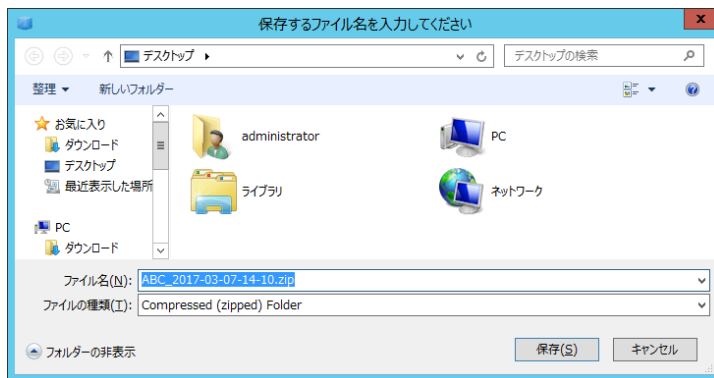 保存するファイル名を入力してください
デスクトップ
デスクトップの検索
整理
新しいフォルダー
お気に入り
ダウンロード
デスクトップ
最近表示した場所
PC
ダウンロード
administrator
PC
ライブラリ
ネットワーク
ファイル名(N): ABC_2017-03-07-14-10.zip
ファイルの種類(T): Compressed (zipped) Folder
フォルダーの非表示
保存(S)
キャンセル